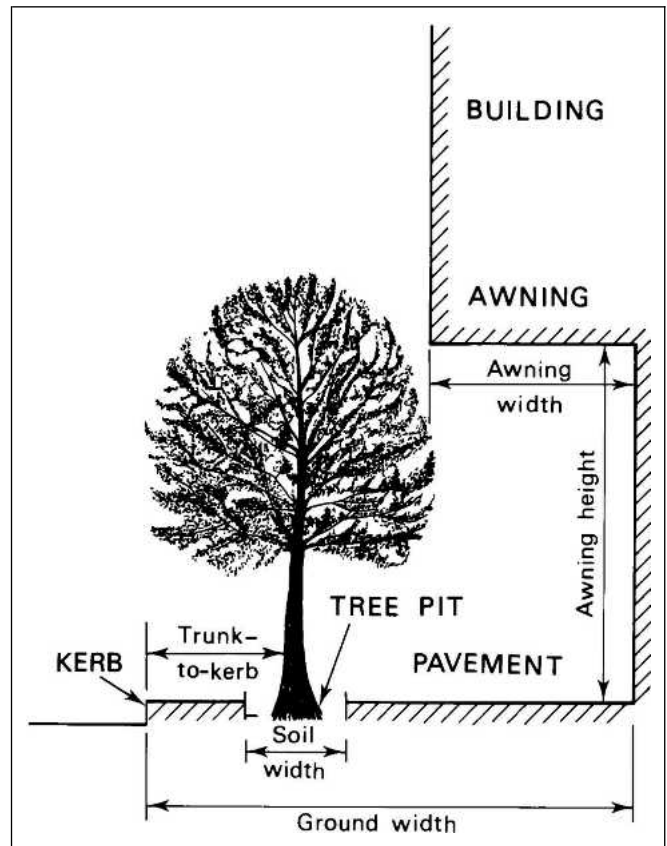 BUILDING
AWNING
Awning
width
Awning height
TREE PIT
Trunk-
to-kerb
KERB
PAVEMENT
Soil
width
Ground width